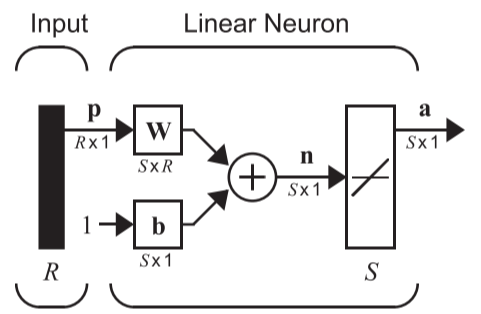 Input Linear Neuron
p
R x 1
W
S x R
1
b
S x 1
+
n
S x 1
a
S x 1
R
S